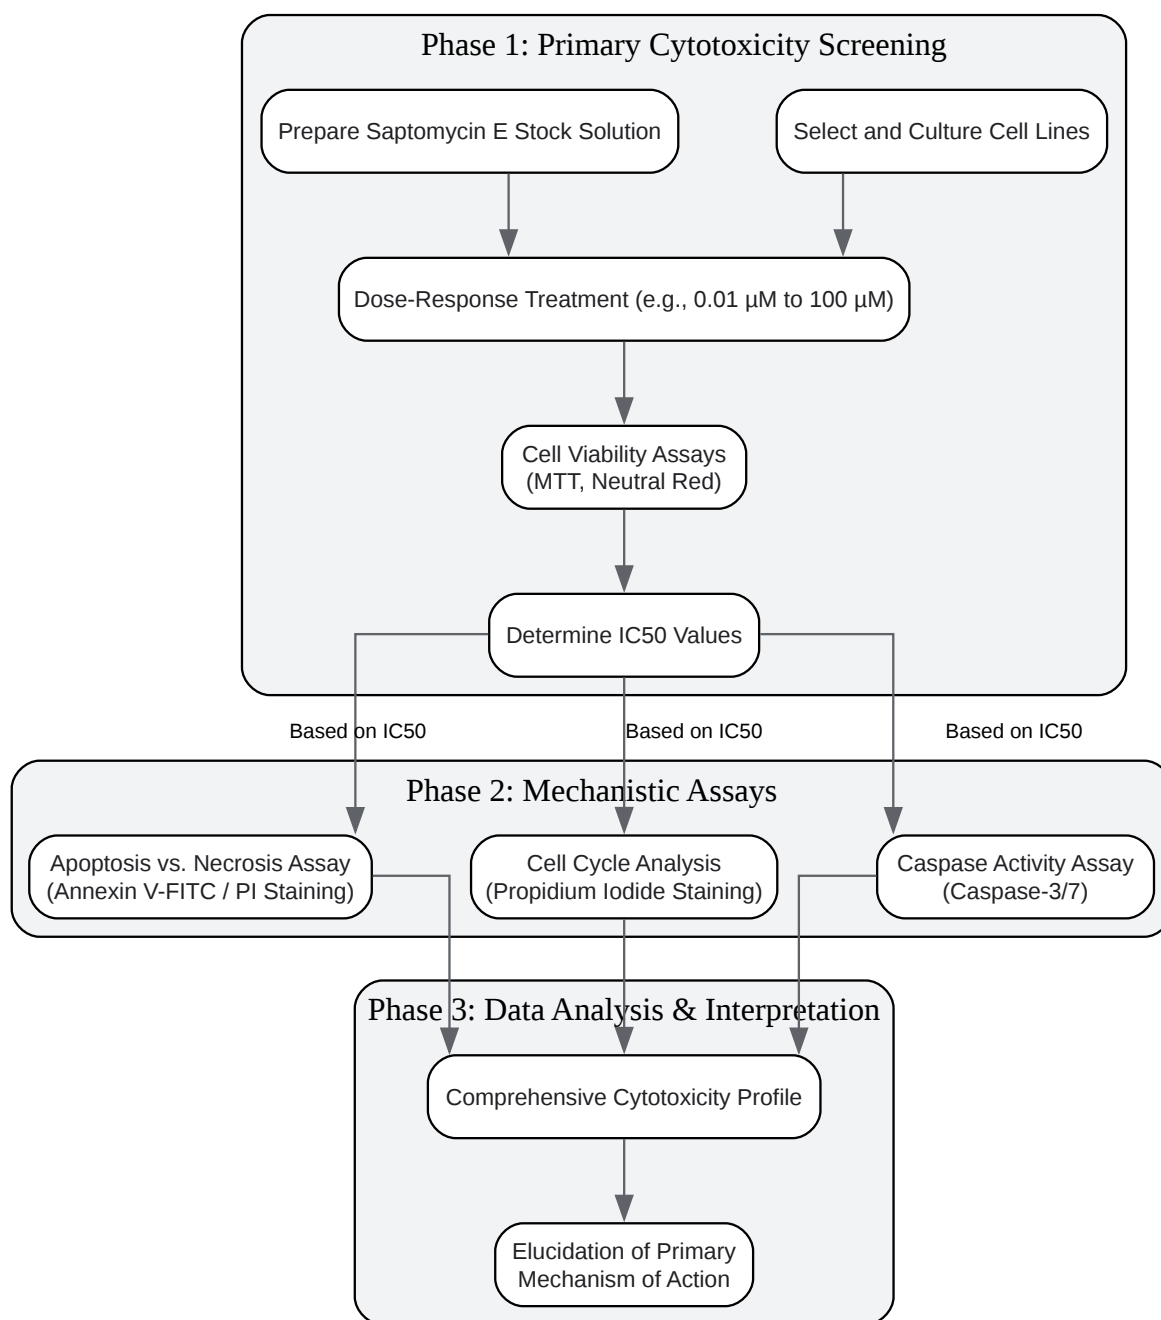 Phase 1: Primary Cytotoxicity Screening
Prepare Saptomycin E Stock Solution
Select and Culture Cell Lines
Dose-Response Treatment (e.g., 0.01 µM to 100 µM)
Cell Viability Assays
(MTT, Neutral Red)
Determine IC50 Values
Based on IC50
Based on IC50
Based on IC50
Phase 2: Mechanistic Assays
Apoptosis vs. Necrosis Assay
(Annexin V-FITC / PI Staining)
Cell Cycle Analysis
(Propidium Iodide Staining)
Caspase Activity Assay
(Caspase-3/7)
Phase 3: Data Analysis & Interpretation
Comprehensive Cytotoxicity Profile
Elucidation of Primary
Mechanism of Action